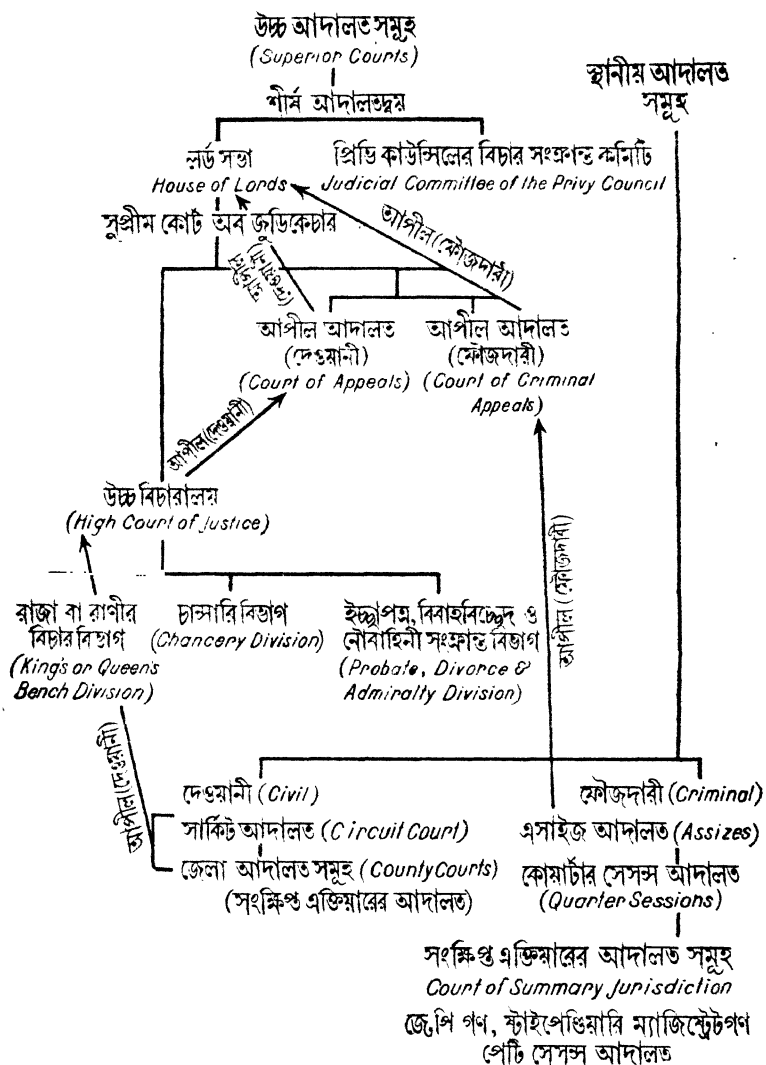 উচ্চ আদালত সমূহ
(Superior Courts)
শীর্ষ আদালতদ্বয়
স্থানীয় আদালত
সমূহ
লর্ড সভা
House of Lords
প্রিভি কাউন্সিলের বিচার সংক্রান্ত কমিটি
Judicial Committee of the Privy Council
সুপ্রীম কোর্ট অব জুডিকেচার
আপীল (ফৌজদারী)
আপীল (দেওয়ানী)
আপীল আদালত
(দেওয়ানী)
(Court of Appeals)
আপীল আদালত
(ফৌজদারী)
(Court of Criminal
Appeals)
আপীল (দেওয়ানী)
উচ্চ বিচারালয়
(High Court of Justice)
আপীল (ফৌজদারী)
রাজা বা রাণীর
বিচার বিভাগ
(King's or Queen's
Bench Division)
চান্সারি বিভাগ
(Chancery Division)
ইচ্ছাপত্র, বিবাহবিচ্ছেদ ও
নৌবাহিনী সংক্রান্ত বিভাগ
(Probate, Divorce &
Admiralty Division)
আপীল (দেওয়ানী)
দেওয়ানী (Civil)
সার্কিট আদালত (Circuit Court)
জেলা আদালত সমূহ (County Courts)
(সংক্ষিপ্ত এক্তিয়ারের আদালত)
ফৌজদারী (Criminal)
এসাইজ আদালত (Assizes)
কোয়ার্টার সেসন্স আদালত
(Quarter Sessions)
সংক্ষিপ্ত এক্তিয়ারের আদালত সমূহ
Court of Summary Jurisdiction
জে,পি গণ, ষ্টাইপেণ্ডিয়ারি ম্যাজিষ্ট্রেটগণ
পেটি সেসন্স আদালত